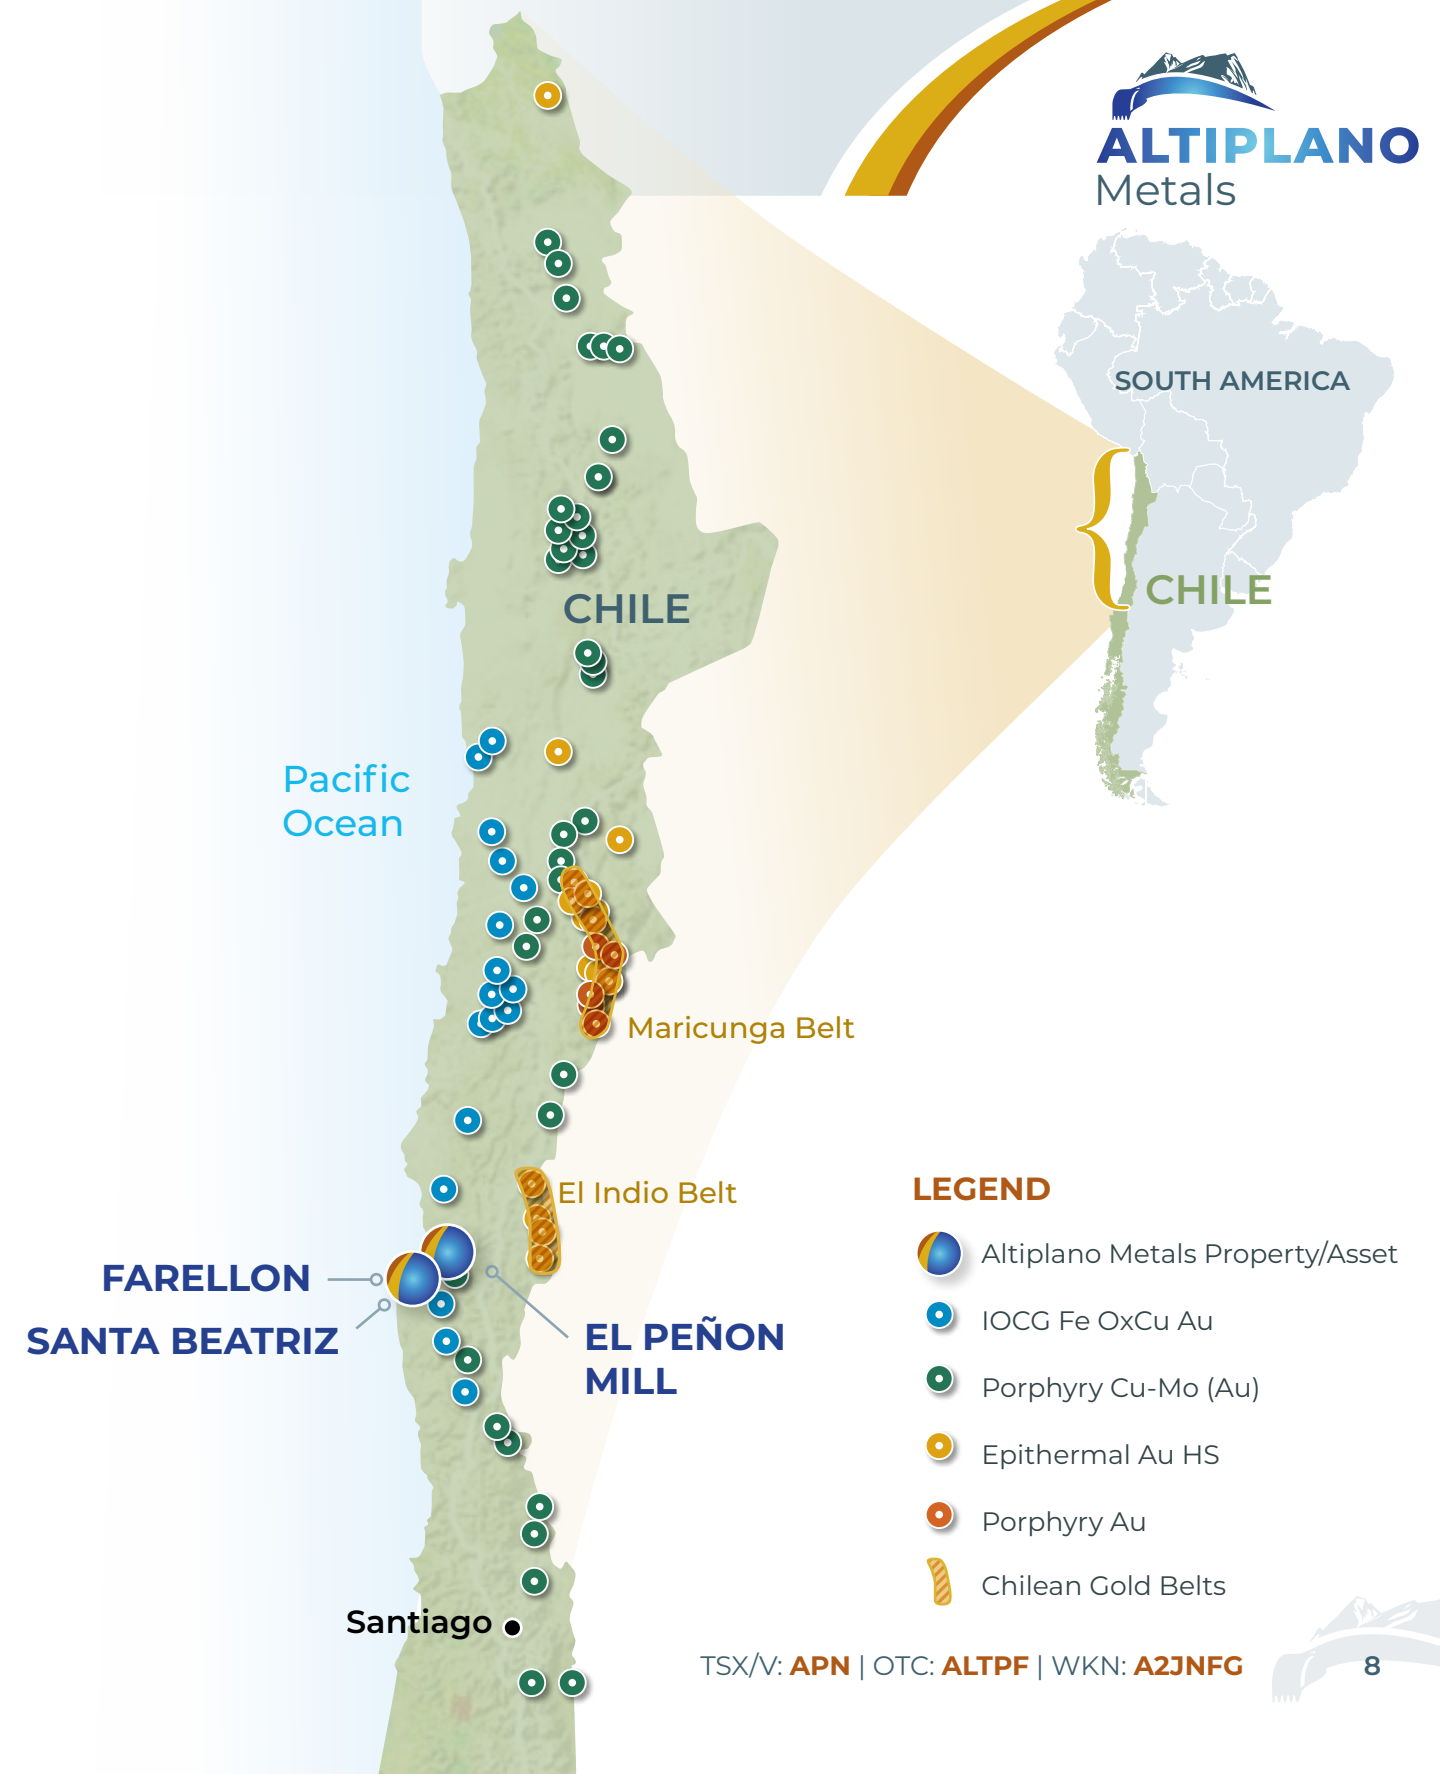 ALTIPLANO
Metals
SOUTH AMERICA
CHILE
CHILE
Pacific
Ocean
Maricunga Belt
El Indio Belt
FARELLON
SANTA BEATRIZ
EL PEÑON
MILL
Santiago
LEGEND
Altiplano Metals Property/Asset
IOCG Fe OxCu Au
Porphyry Cu-Mo (Au)
Epithermal Au HS
Porphyry Au
Chilean Gold Belts
TSX/V: APN | OTC: ALTPF | WKN: A2JNFG
8